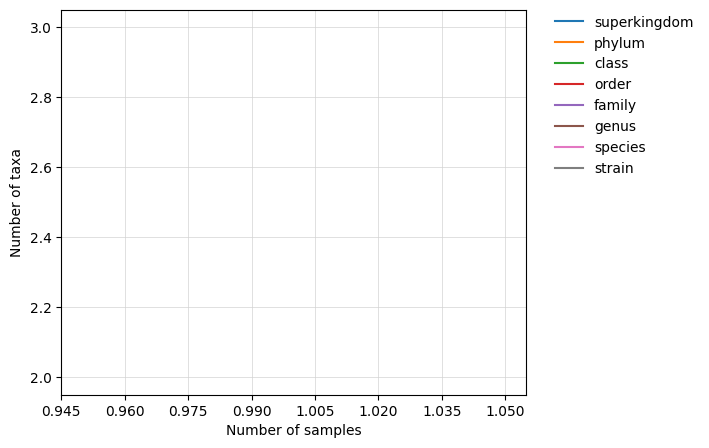 3.0
2.8
2.6
2.4
2.2
2.0
Number of taxa
0.945 0.960 0.975 0.990 1.005 1.020 1.035 1.050
Number of samples
superkingdom
phylum
class
order
family
genus
species
strain